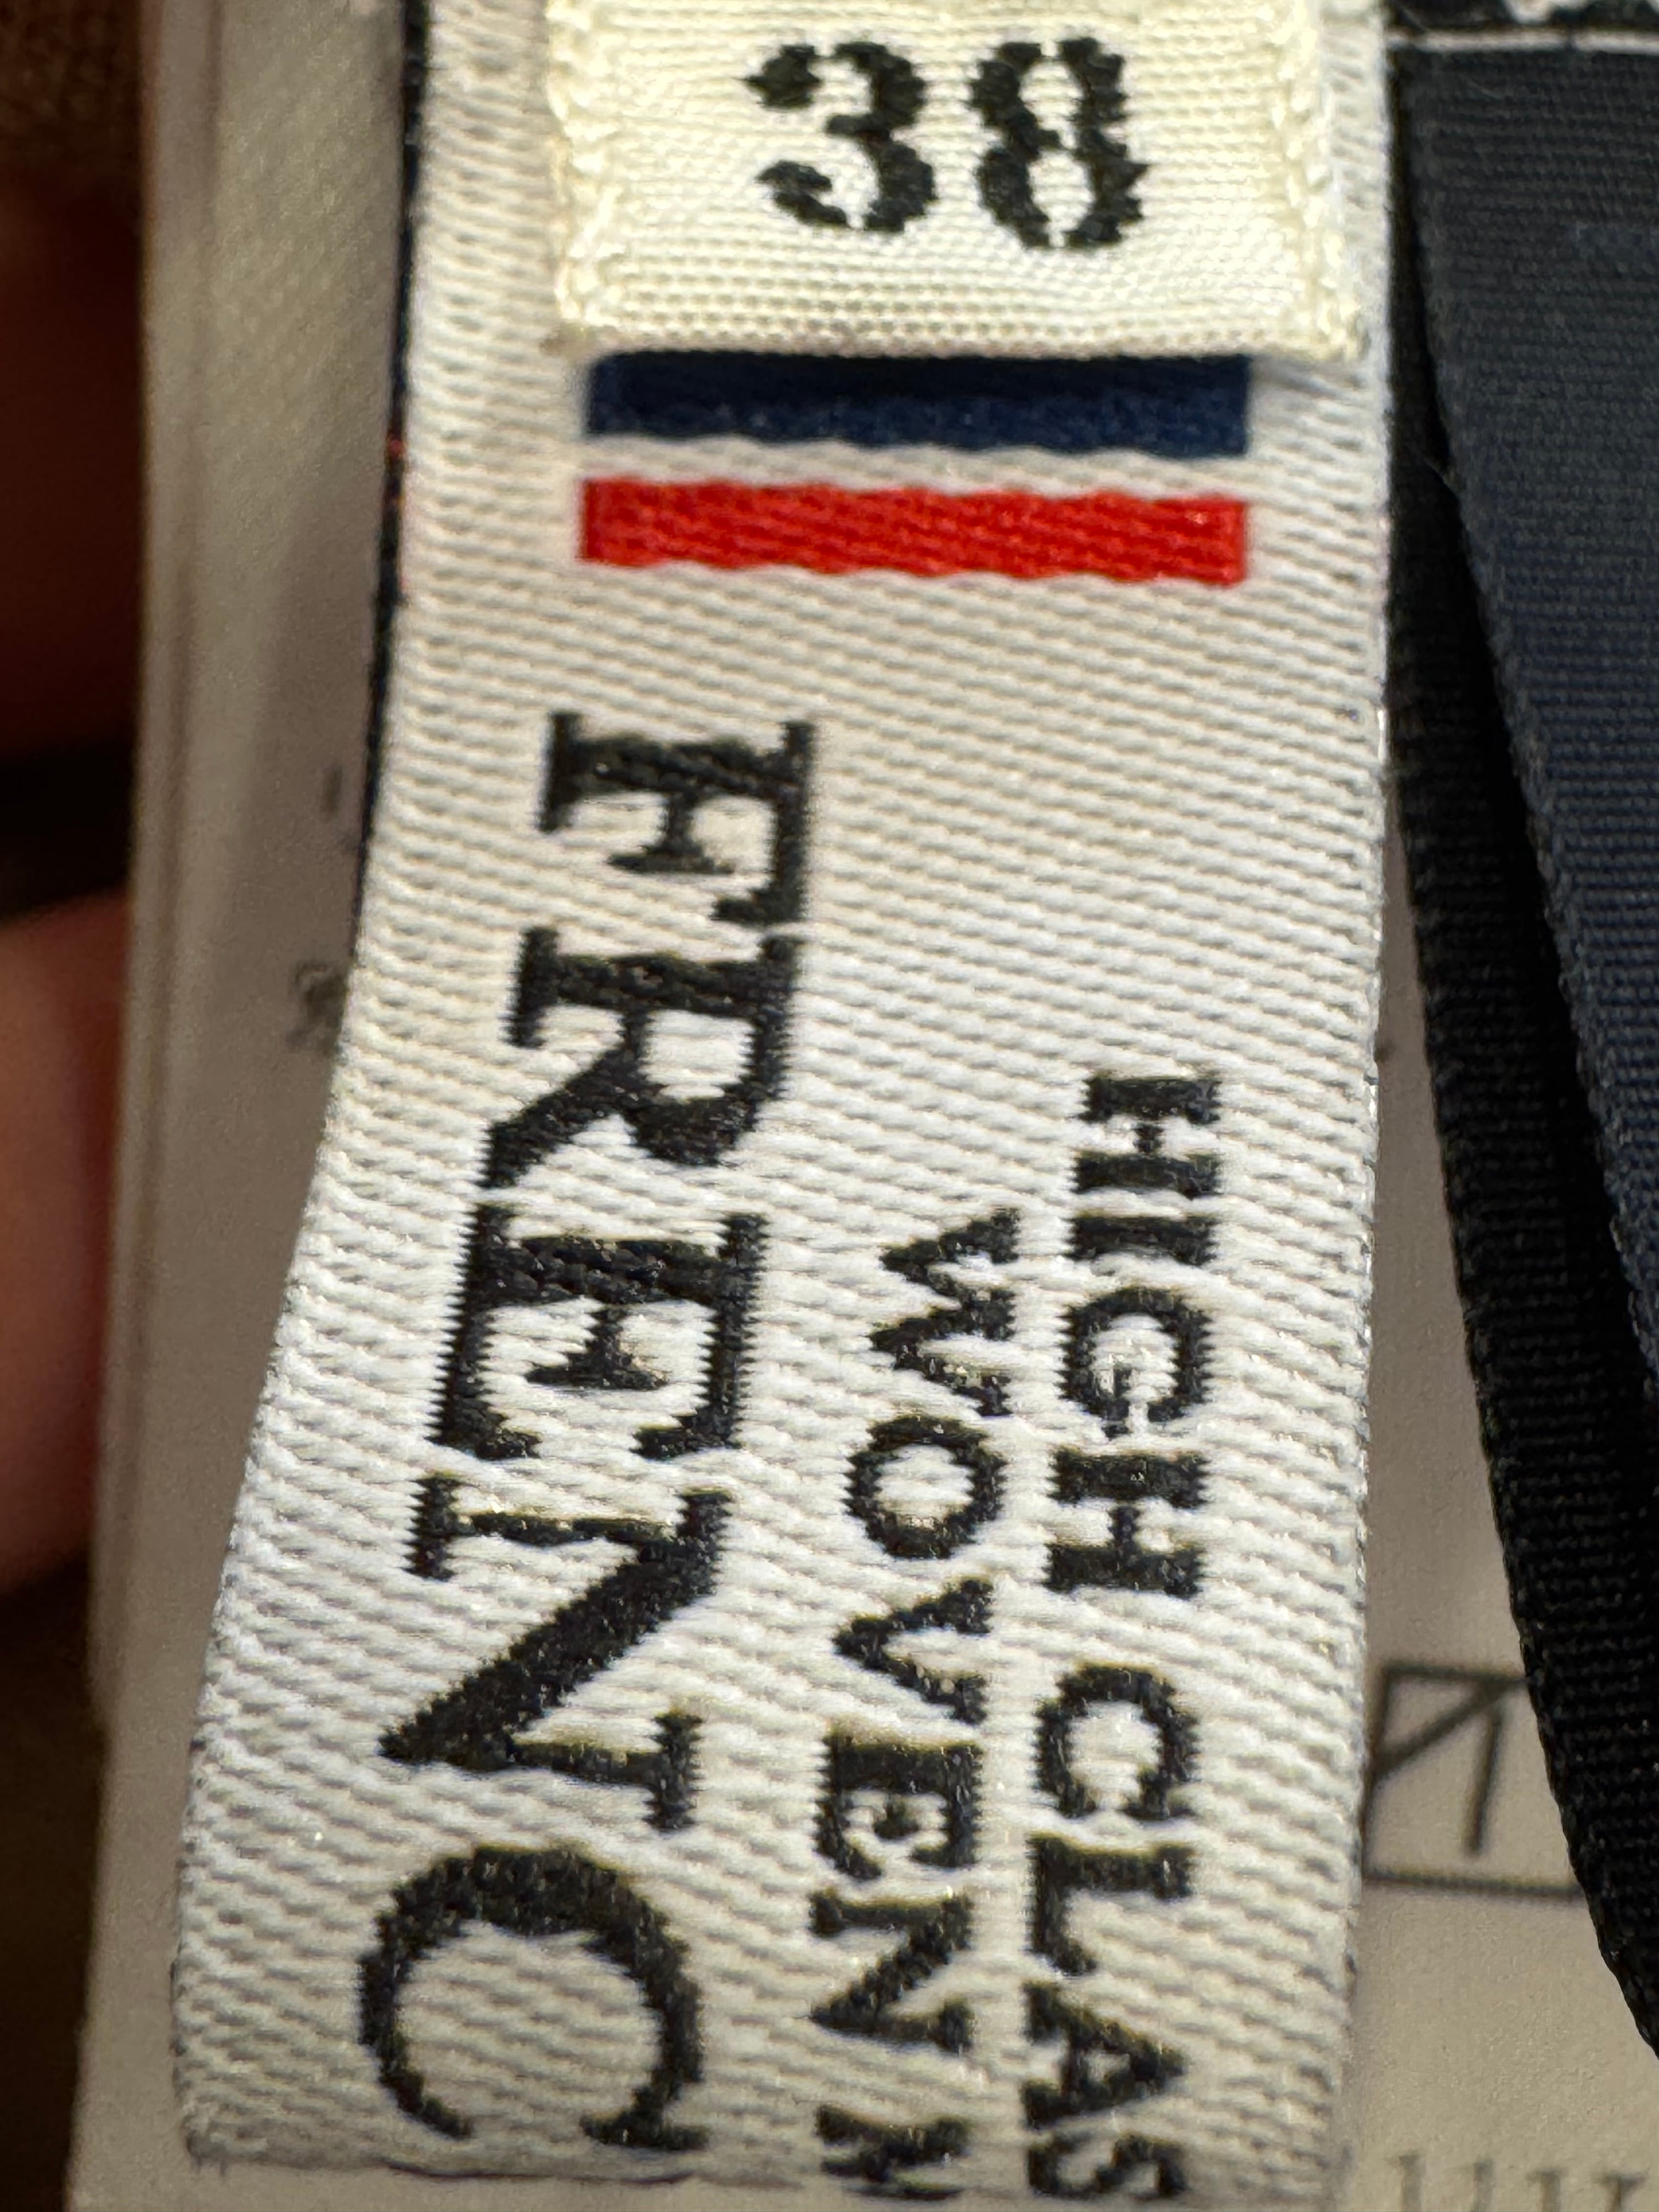 38
HIGH CLAS
WOVEN
FRENC